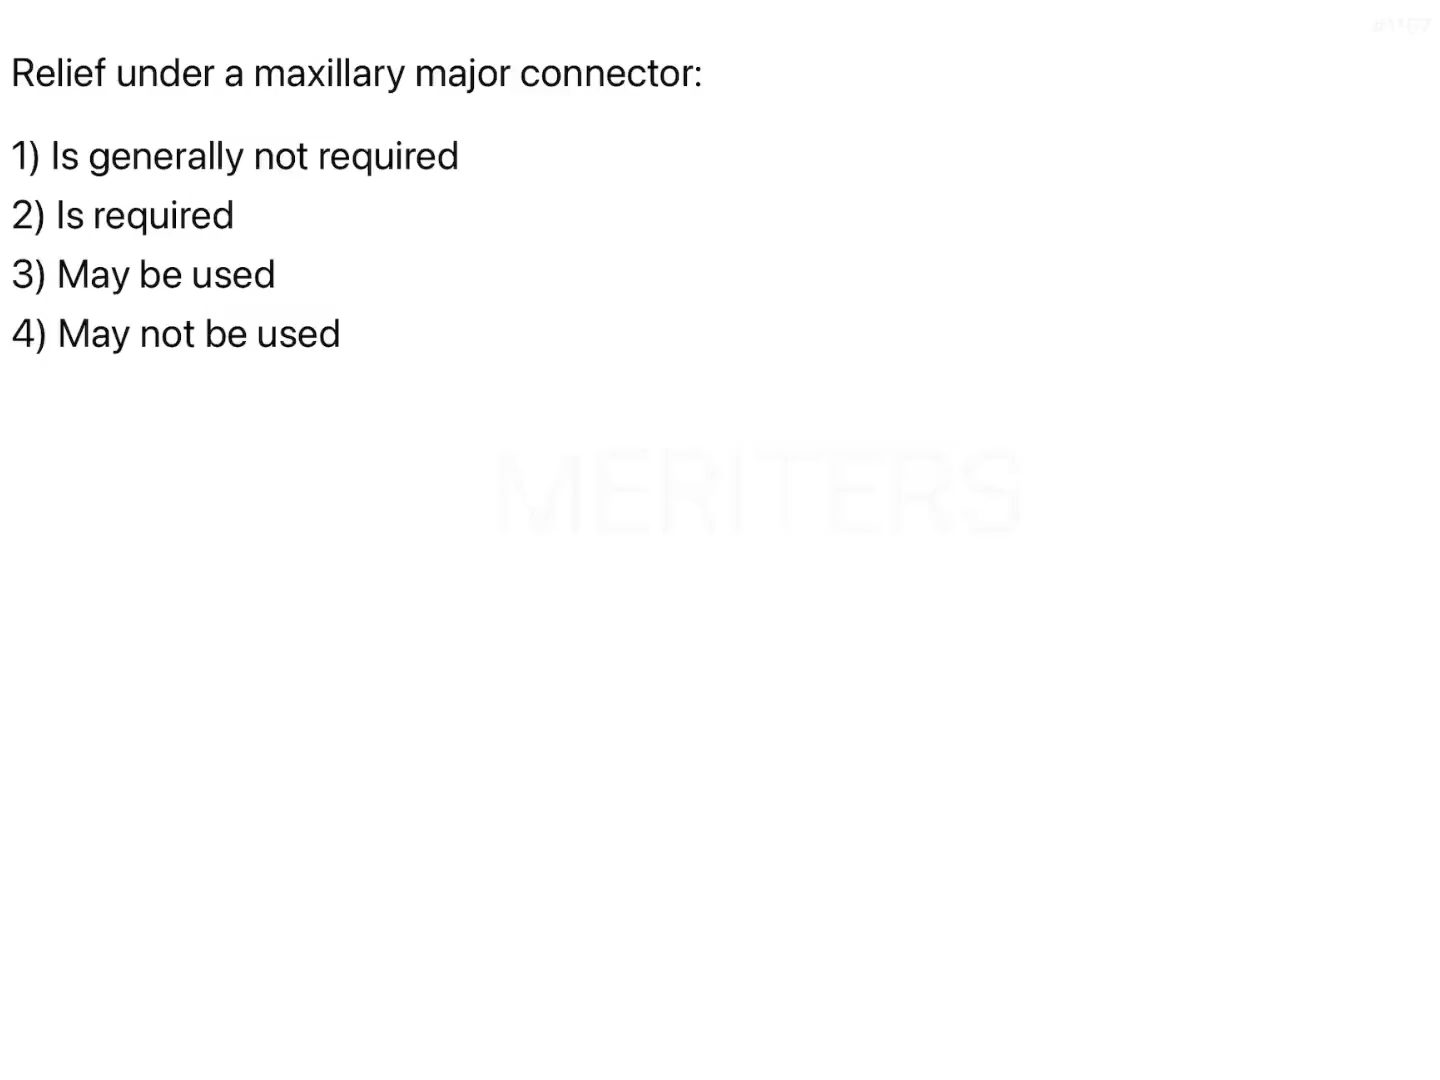 Relief under a maxillary major connector:
1) Is generally not required
2) Is required
3) May be used
4) May not be used
MERITERS